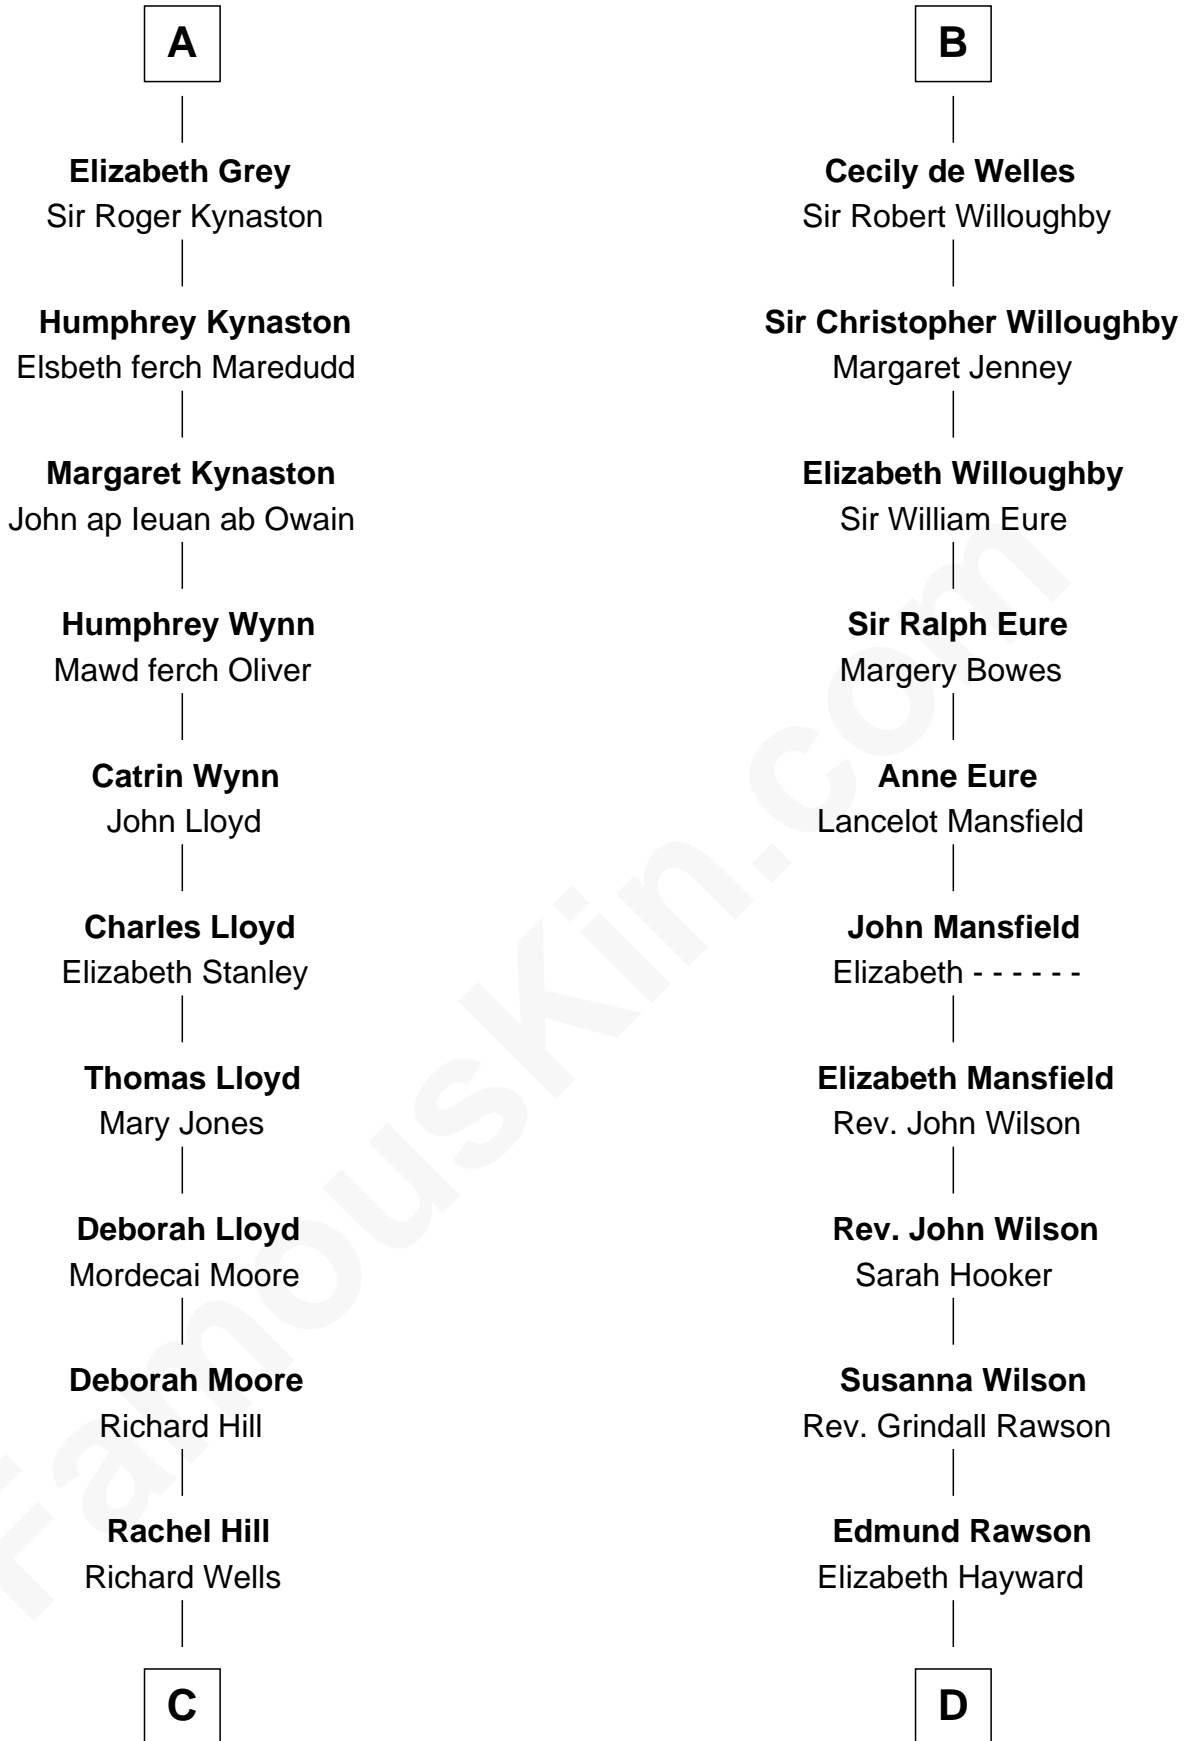 A
Elizabeth Grey
Sir Roger Kynaston
Humphrey Kynaston
Elsbeth ferch Maredudd
Margaret Kynaston
John ap Ieuan ab Owain
Humphrey Wynn
Mawd ferch Oliver
Catrin Wynn
John Lloyd
Charles Lloyd
Elizabeth Stanley
Thomas Lloyd
Mary Jones
Deborah Lloyd
Mordecai Moore
Deborah Moore
Richard Hill
Rachel Hill
Richard Wells
C
B
Cecily de Welles
Sir Robert Willoughby
Sir Christopher Willoughby
Margaret Jenney
Elizabeth Willoughby
Sir William Eure
Sir Ralph Eure
Margery Bowes
Anne Eure
Lancelot Mansfield
John Mansfield
Elizabeth - - - - - -
Elizabeth Mansfield
Rev. John Wilson
Rev. John Wilson
Sarah Hooker
Susanna Wilson
Rev. Grindall Rawson
Edmund Rawson
Elizabeth Hayward
D
FamousKin.com